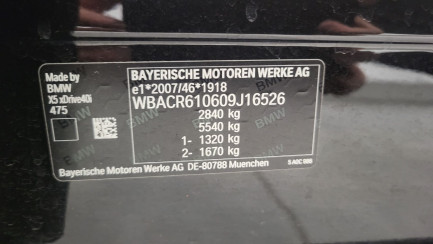 BAYERISCHE MOTOREN WERKE AG
Made by
BMW
X5 xDrive40i
475
e1*2007/46*1918
WBACR610609J16526
2840 kg
5540 kg
1- 1320 kg
2- 1670 kg
Bayerische Motoren Werke AG DE-80788 Muenchen